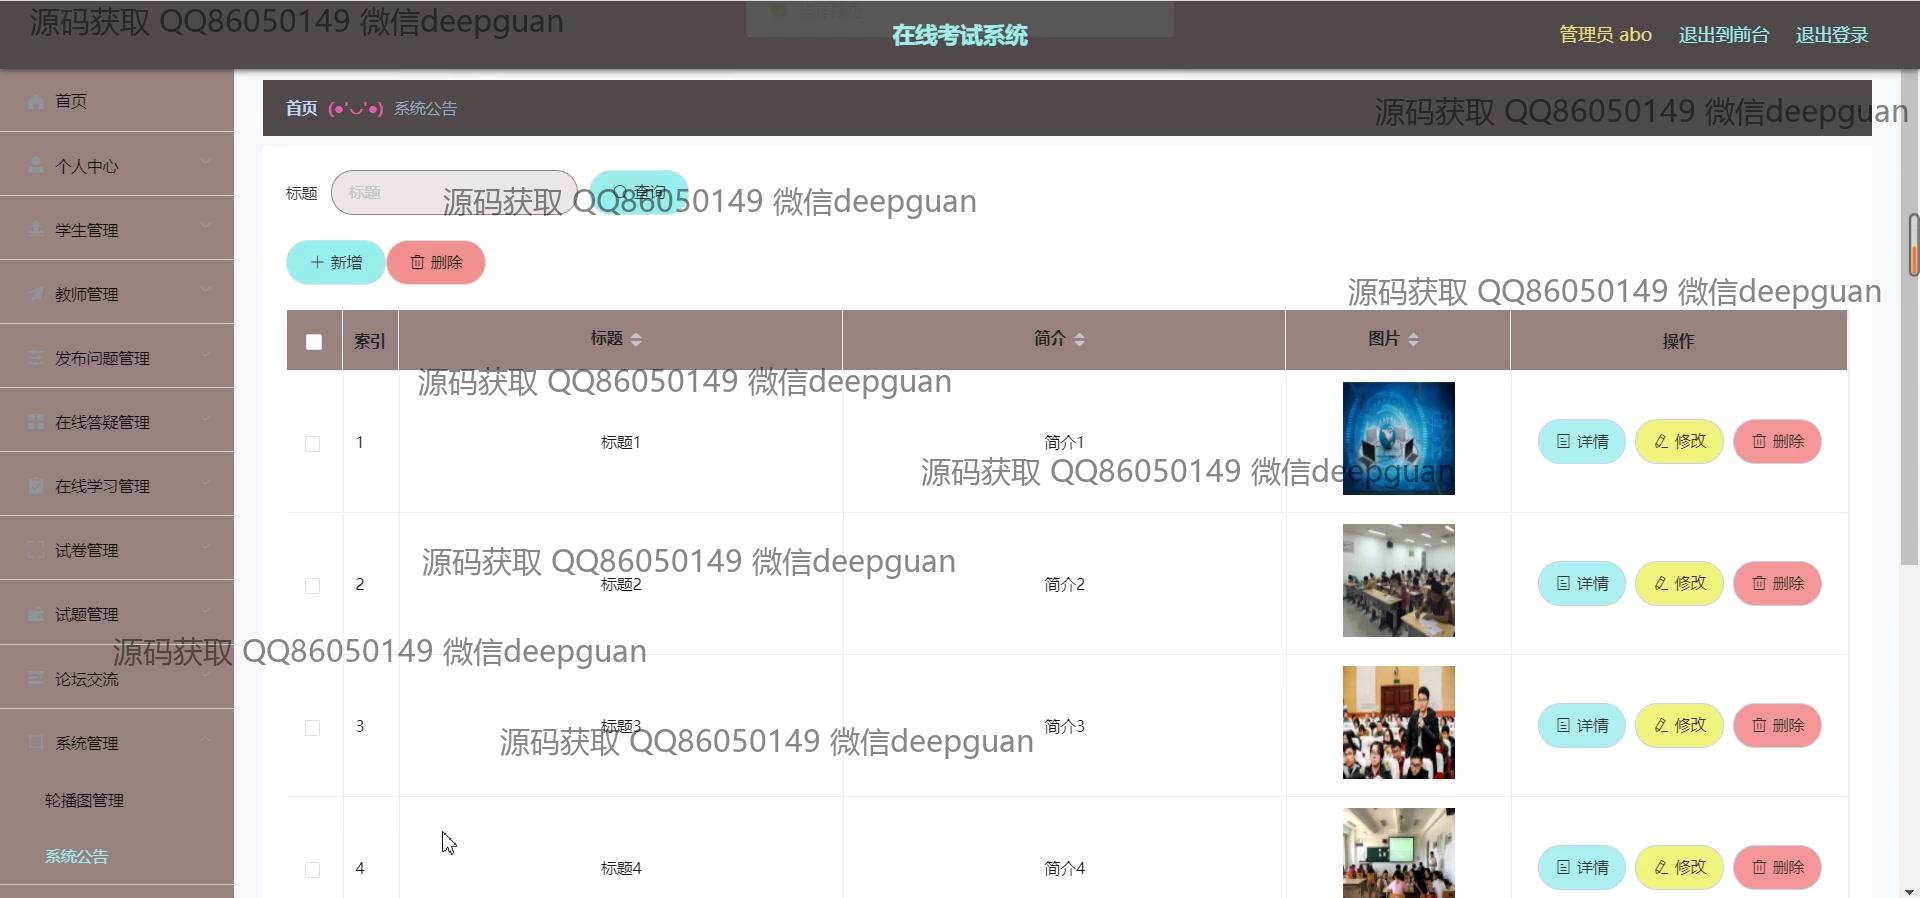 源码获取 QQ86050149 微信deepguan
在线考试系统
管理员 abo
退出到前台
退出登录
首页
个人中心
学生管理
教师管理
发布问题管理
在线答疑管理
在线学习管理
试卷管理
试题管理
论坛交流
系统管理
轮播图管理
系统公告
首页 (●'◡'●) 系统公告
源码获取 QQ86050149 微信deepguan
标题 标题 查询
源码获取 QQ86050149 微信deepguan
新增 删除
源码获取 QQ86050149 微信deepguan
索引 标题 简介 图片 操作
源码获取 QQ86050149 微信deepguan
1 标题1 简介1 详情 修改 删除
源码获取 QQ86050149 微信deepguan
源码获取 QQ86050149 微信deepguan
2 标题2 简介2 详情 修改 删除
源码获取 QQ86050149 微信deepguan
3 标题3 简介3 详情 修改 删除
源码获取 QQ86050149 微信deepguan
4 标题4 简介4 详情 修改 删除